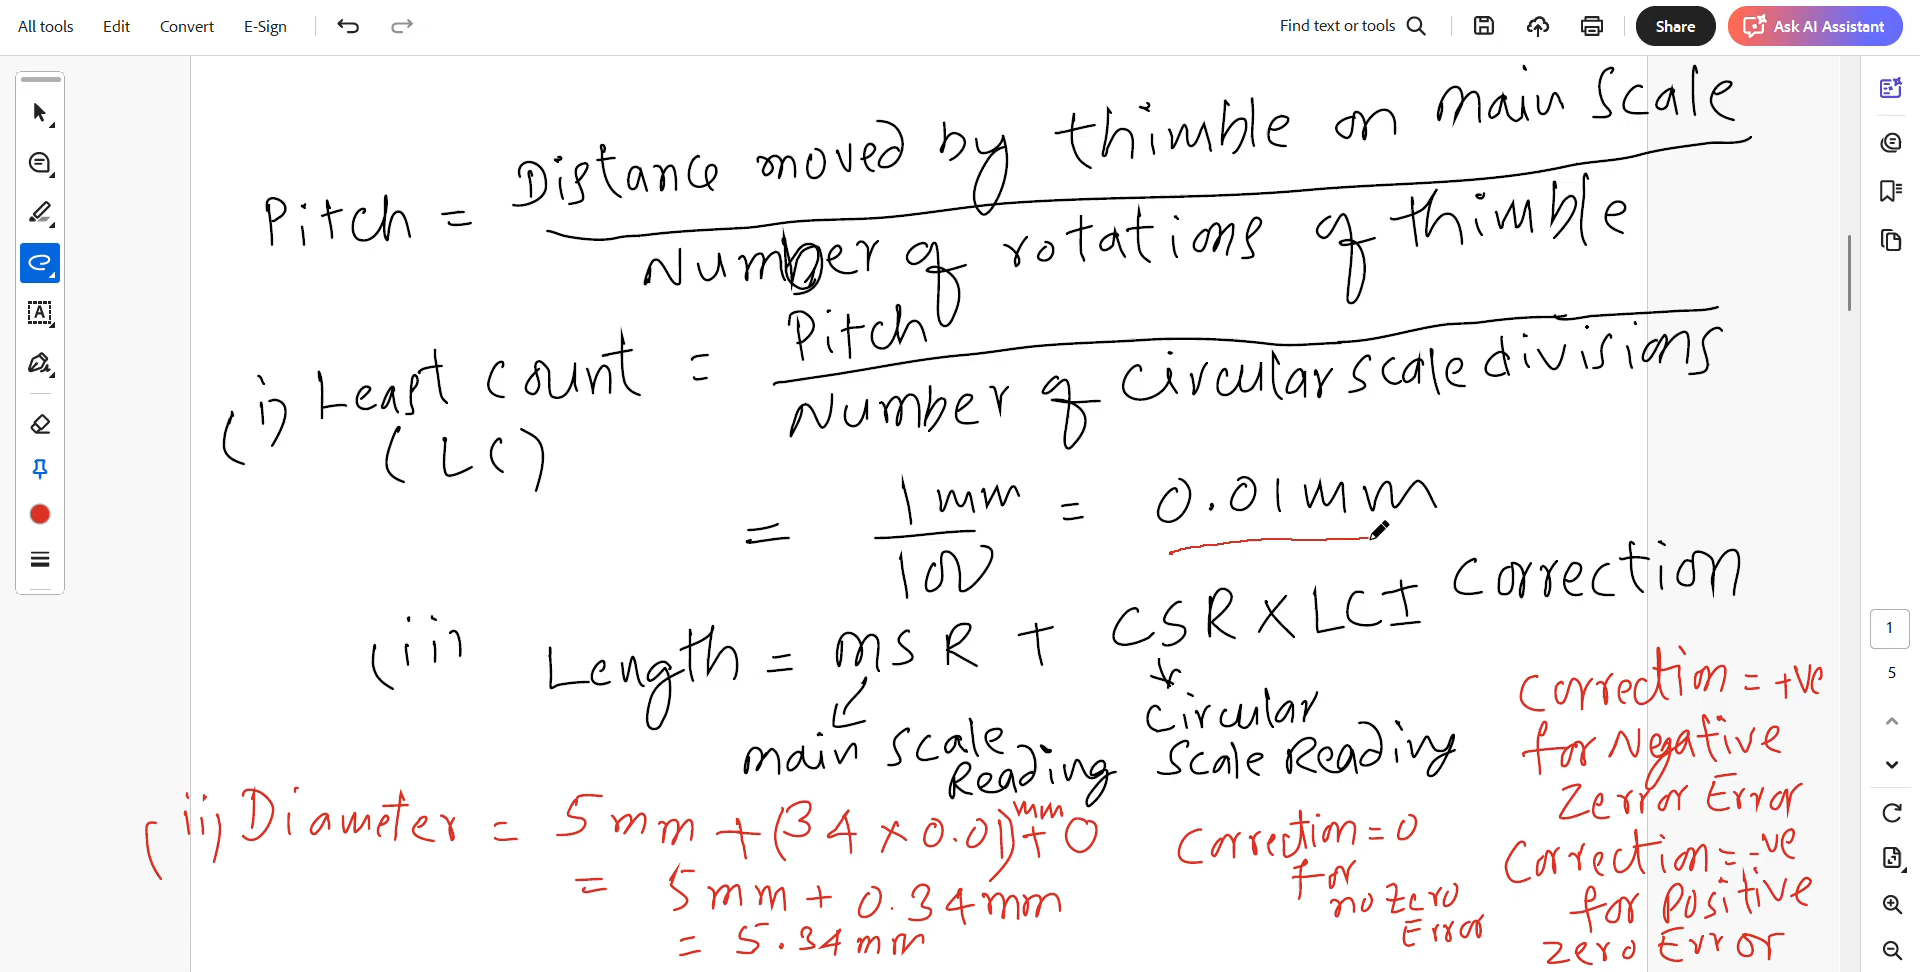 All tools Edit Convert E-Sign Find text or tools Share Ask AI Assistant
Pitch = Distance moved by thimble on main Scale
Number of rotations of thimble
(i) Least count = Pitch
(LC) Number of circular scale divisions
= 1 mm = 0.01mm
100
(ii) Length = MSR + CSR X LC ± Correction
main Scale Reading
Circular Scale Reading
(ii) Diameter = 5 mm + (34 x 0.01)mm + 0
= 5 mm + 0.34 mm
= 5.34 mm
Correction = 0
for
no Zero
Error
Correction = +ve
for Negative
Zerror Error
Correction = -ve
for Positive
zero Error
1
5